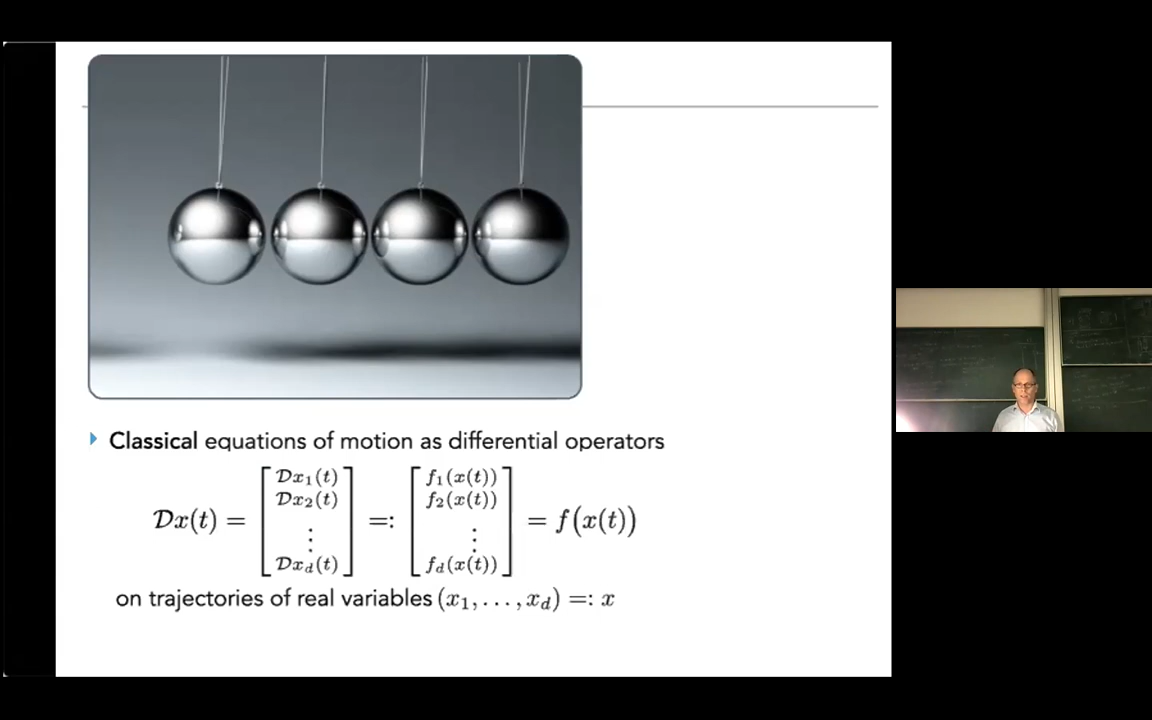 Classical equations of motion as differential operators
𝒟x(t) = [𝒟x₁(t) 𝒟x₂(t) ⋮ 𝒟x_d(t)] =: [f₁(x(t)) f₂(x(t)) ⋮ f_d(x(t))] = f(x(t))
on trajectories of real variables (x₁, . . . , x_d) =: x